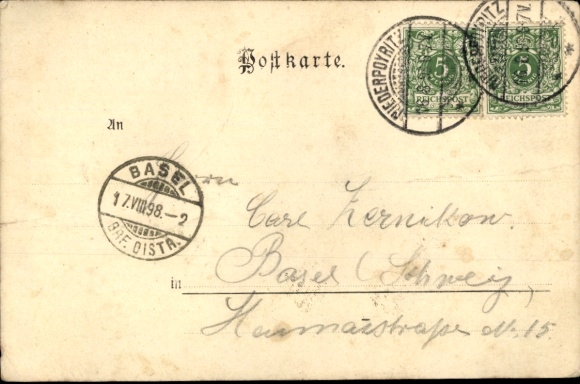 Postkarte.
NIEDERPOYRITZ
5
REICHSPOST
5
REICHSPOST
An
BASEL
17.VIII.98.-2
BRF. DISTR.
Herrn
Carl Zernikow.
in Basel (Schweiz)
No. 15.